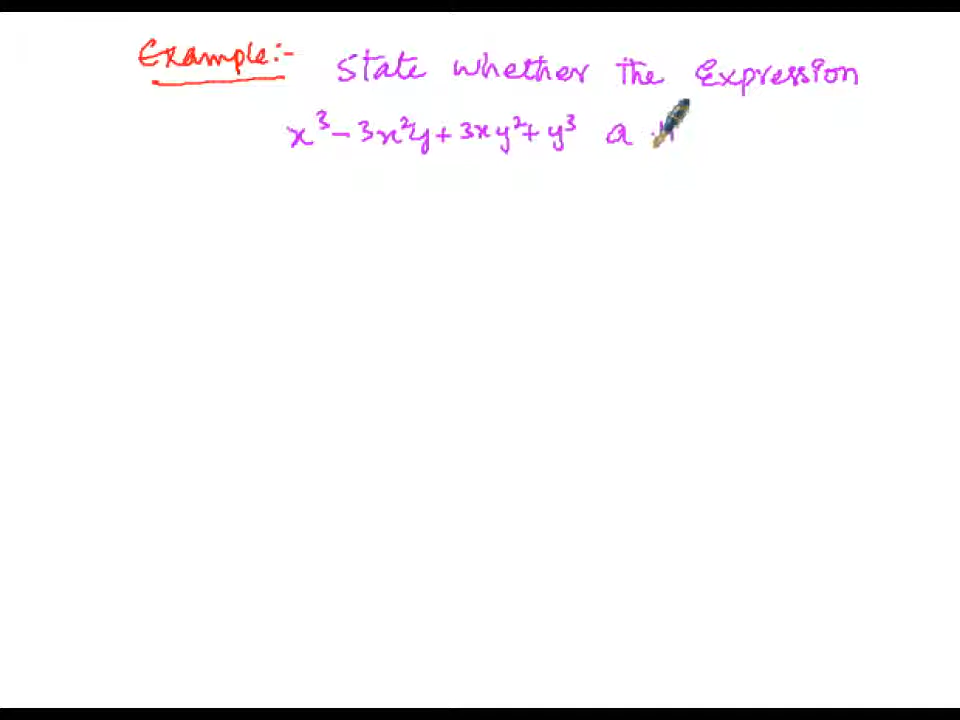 Example:- State whether the Expression
x³ - 3x²y + 3xy² + y³ a